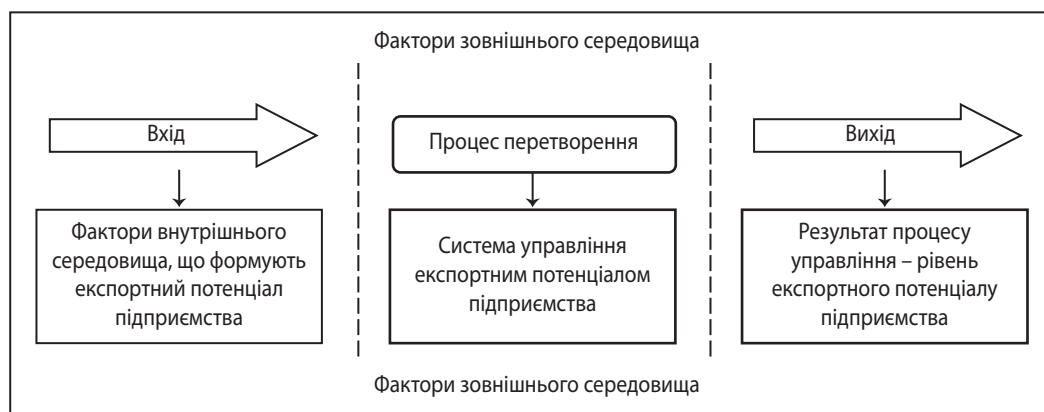 Фактори зовнішнього середовища
Вхід
Процес перетворення
Вихід
Фактори внутрішнього
середовища, що формують
експортний потенціал
підприємства
Система управління
експортним потенціалом
підприємства
Результат процесу
управління – рівень
експортного потенціалу
підприємства
Фактори зовнішнього середовища